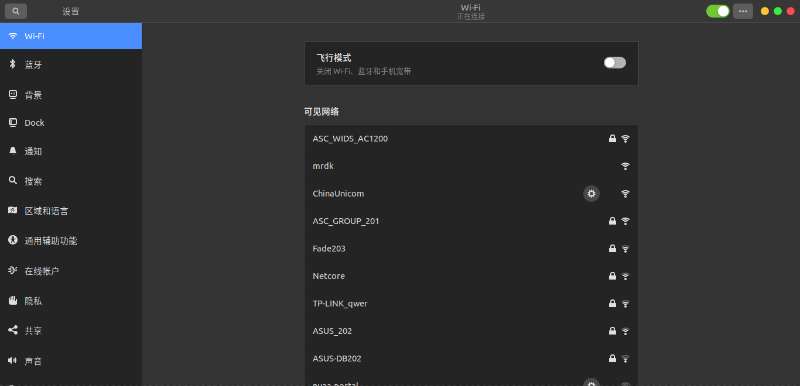 设置
Wi-Fi
正在连接
Wi-Fi
蓝牙
背景
Dock
通知
搜索
区域和语言
通用辅助功能
在线帐户
隐私
共享
声音
飞行模式
关闭 Wi-Fi、蓝牙和手机宽带
可见网络
ASC_WIDS_AC1200
mrdk
ChinaUnicom
ASC_GROUP_201
Fade203
Netcore
TP-LINK_qwer
ASUS_202
ASUS-DB202